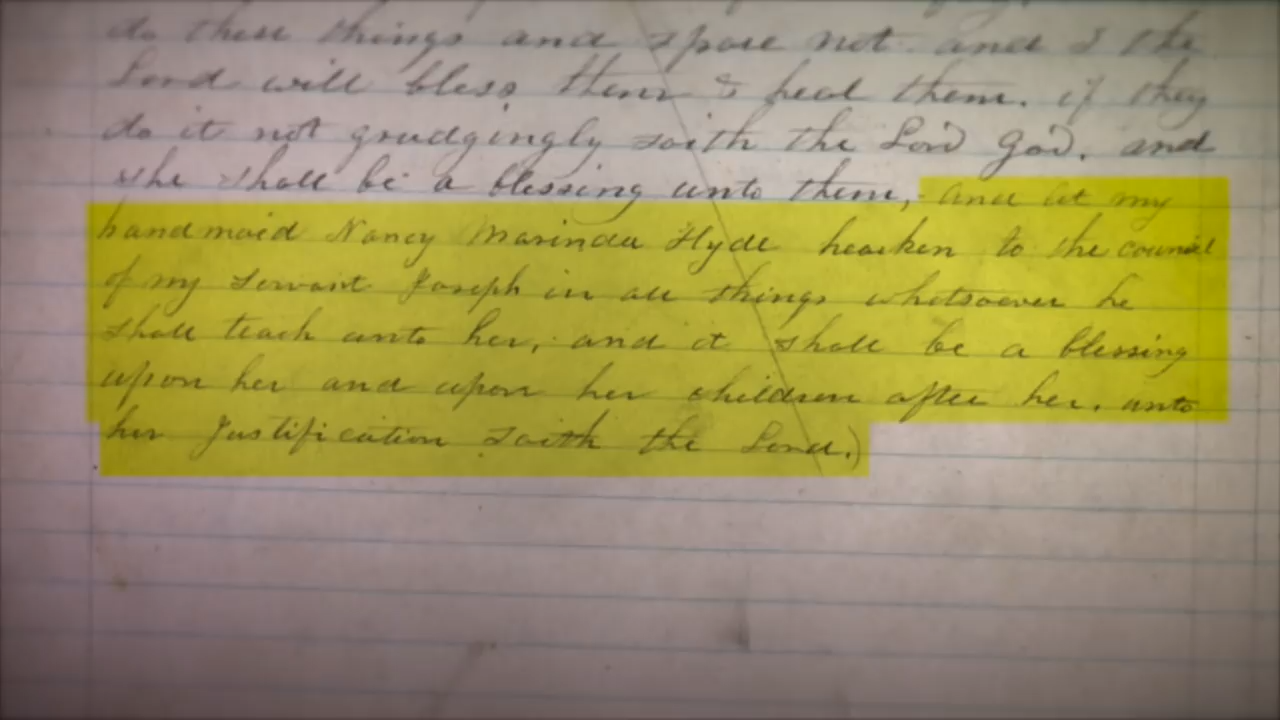 do these things and spare not. and I the
Lord will bless them & heal them. if they
do it not grudgingly saith the Lord God. and
she shall be a blessing unto them, and let my
handmaid Nancy Marinda Hyde hearken to the counsel
of my servant Joseph in all things whatsoever he
shall teach unto her, and it shall be a blessing
upon her and upon her children after her. unto
her Justification saith the Lord.)